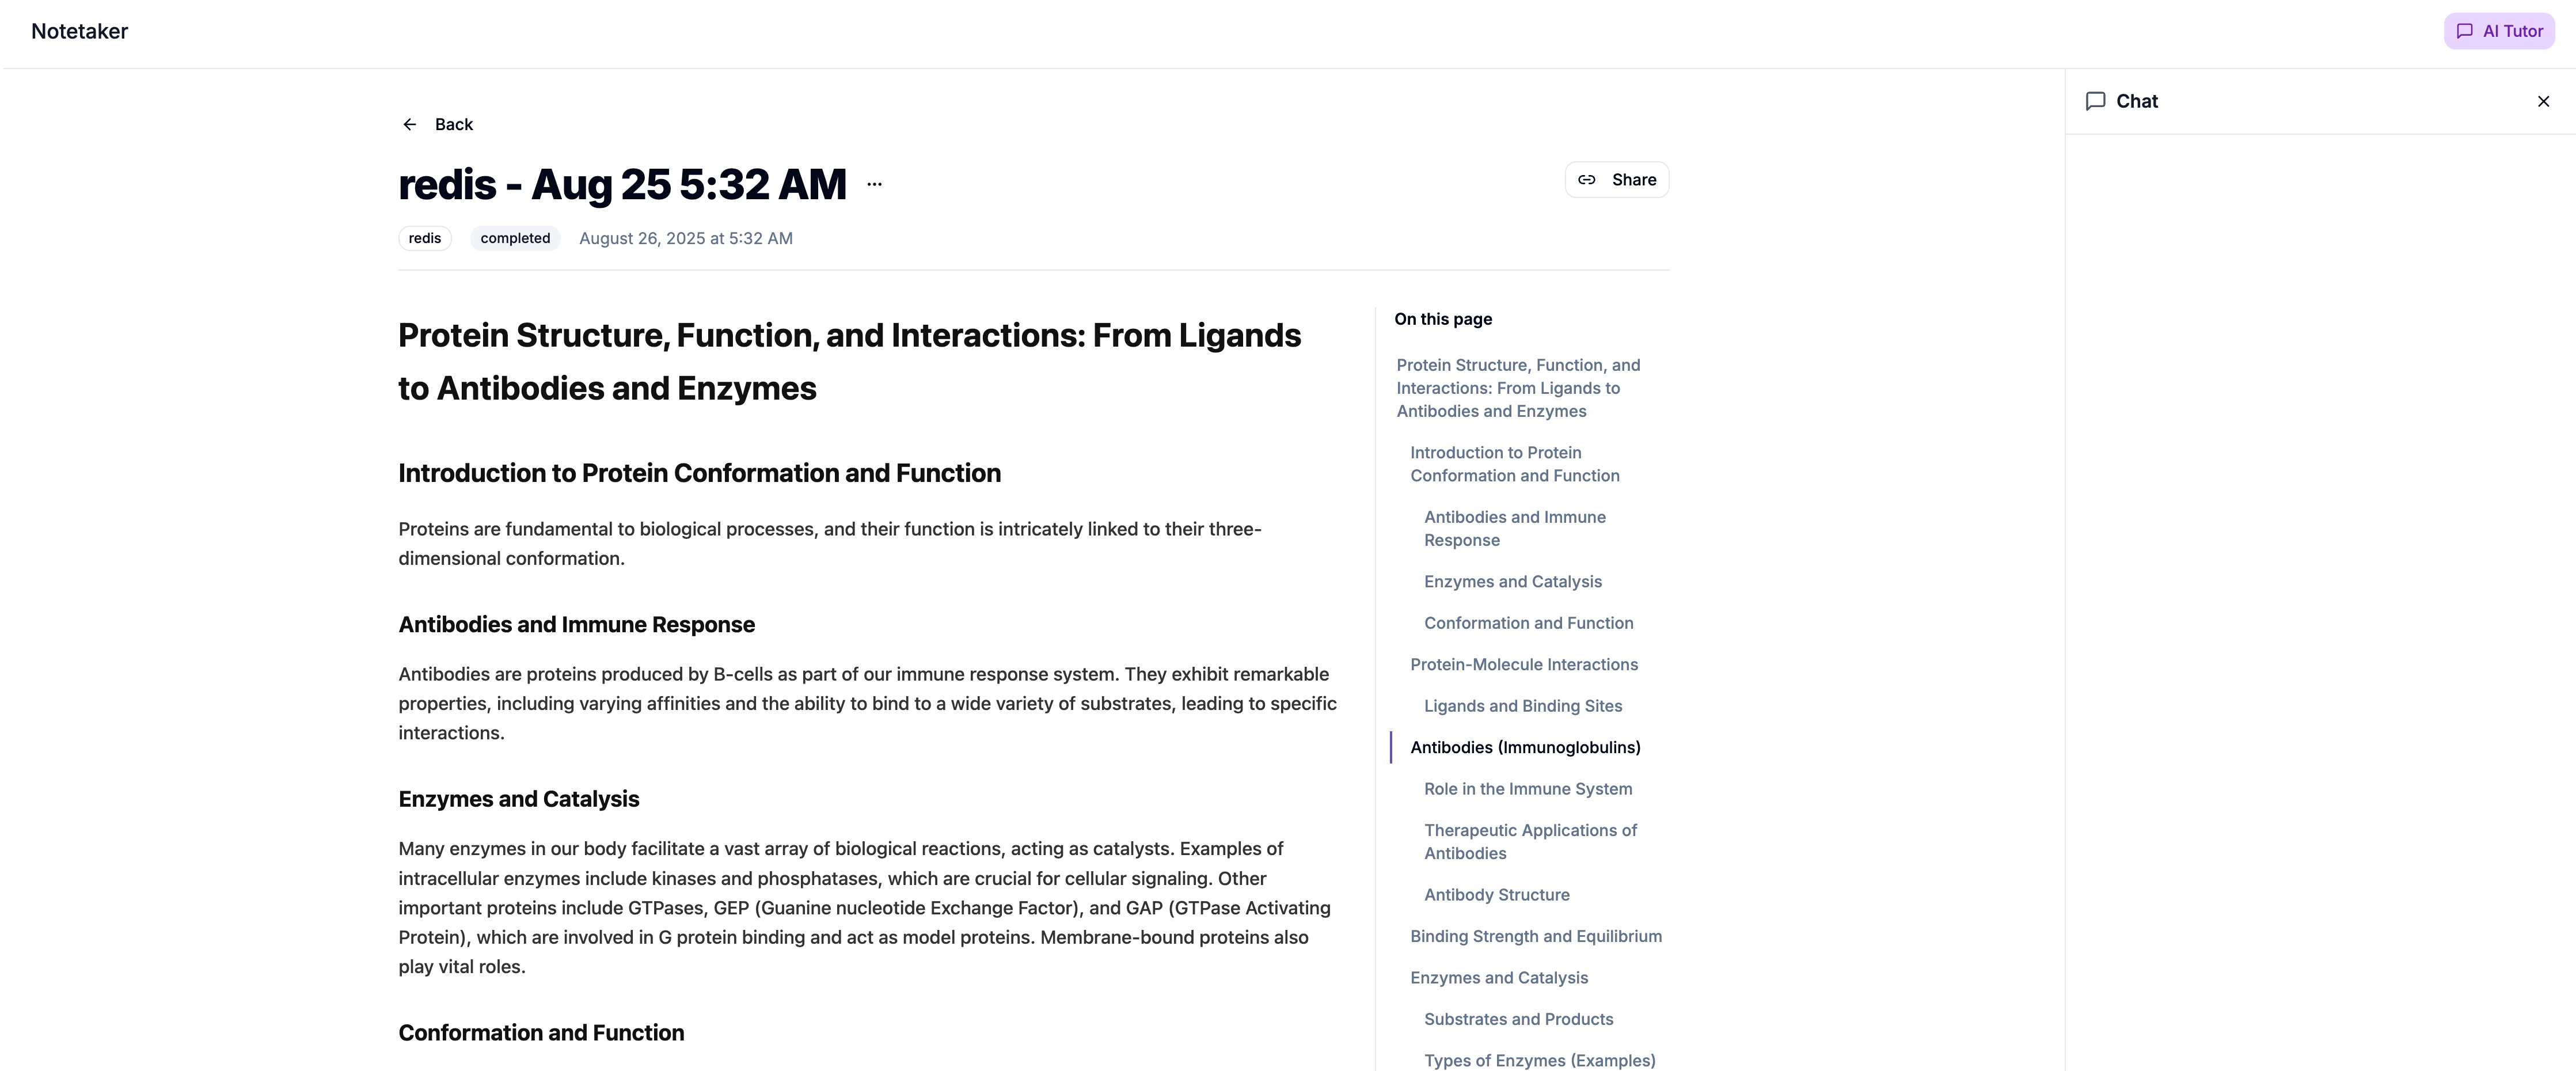 Notetaker
AI Tutor
Back
redis - Aug 25 5:32 AM ...
Share
redis completed August 26, 2025 at 5:32 AM
Protein Structure, Function, and Interactions: From Ligands
to Antibodies and Enzymes
Introduction to Protein Conformation and Function
Proteins are fundamental to biological processes, and their function is intricately linked to their three-
dimensional conformation.
Antibodies and Immune Response
Antibodies are proteins produced by B-cells as part of our immune response system. They exhibit remarkable
properties, including varying affinities and the ability to bind to a wide variety of substrates, leading to specific
interactions.
Enzymes and Catalysis
Many enzymes in our body facilitate a vast array of biological reactions, acting as catalysts. Examples of
intracellular enzymes include kinases and phosphatases, which are crucial for cellular signaling. Other
important proteins include GTPases, GEP (Guanine nucleotide Exchange Factor), and GAP (GTPase Activating
Protein), which are involved in G protein binding and act as model proteins. Membrane-bound proteins also
play vital roles.
Conformation and Function
On this page
Protein Structure, Function, and
Interactions: From Ligands to
Antibodies and Enzymes
Introduction to Protein
Conformation and Function
Antibodies and Immune
Response
Enzymes and Catalysis
Conformation and Function
Protein-Molecule Interactions
Ligands and Binding Sites
Antibodies (Immunoglobulins)
Role in the Immune System
Therapeutic Applications of
Antibodies
Antibody Structure
Binding Strength and Equilibrium
Enzymes and Catalysis
Substrates and Products
Types of Enzymes (Examples)
Chat